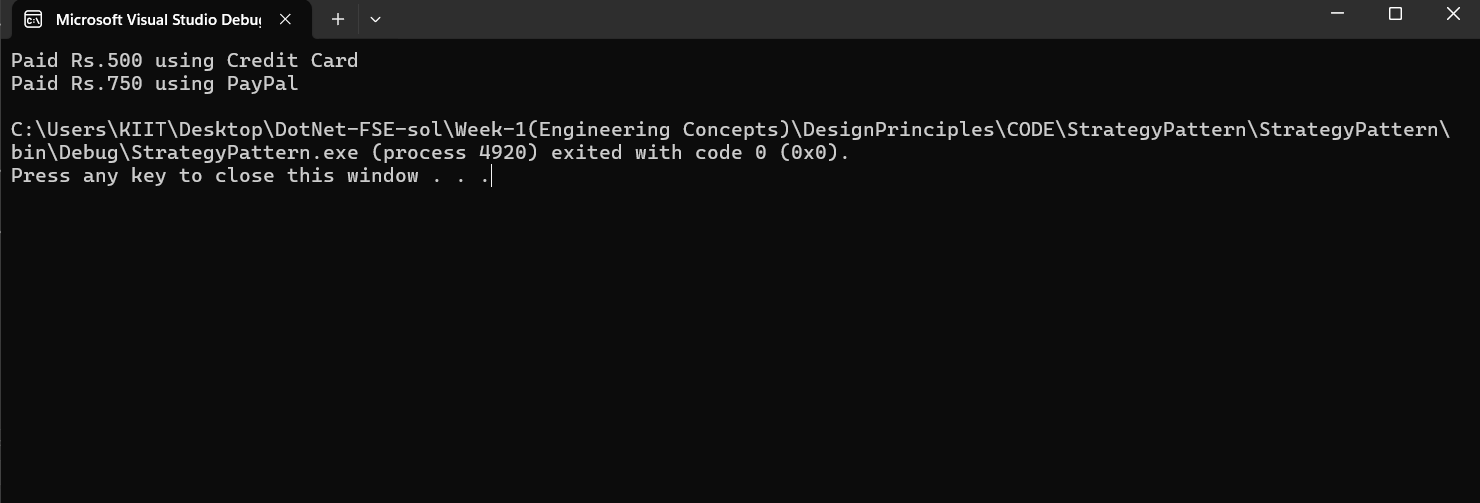 Microsoft Visual Studio Debu
Paid Rs.500 using Credit Card
Paid Rs.750 using PayPal
C:\Users\KIIT\Desktop\DotNet-FSE-sol\Week-1(Engineering Concepts)\DesignPrinciples\CODE\StrategyPattern\StrategyPattern\
bin\Debug\StrategyPattern.exe (process 4920) exited with code 0 (0x0).
Press any key to close this window . . .